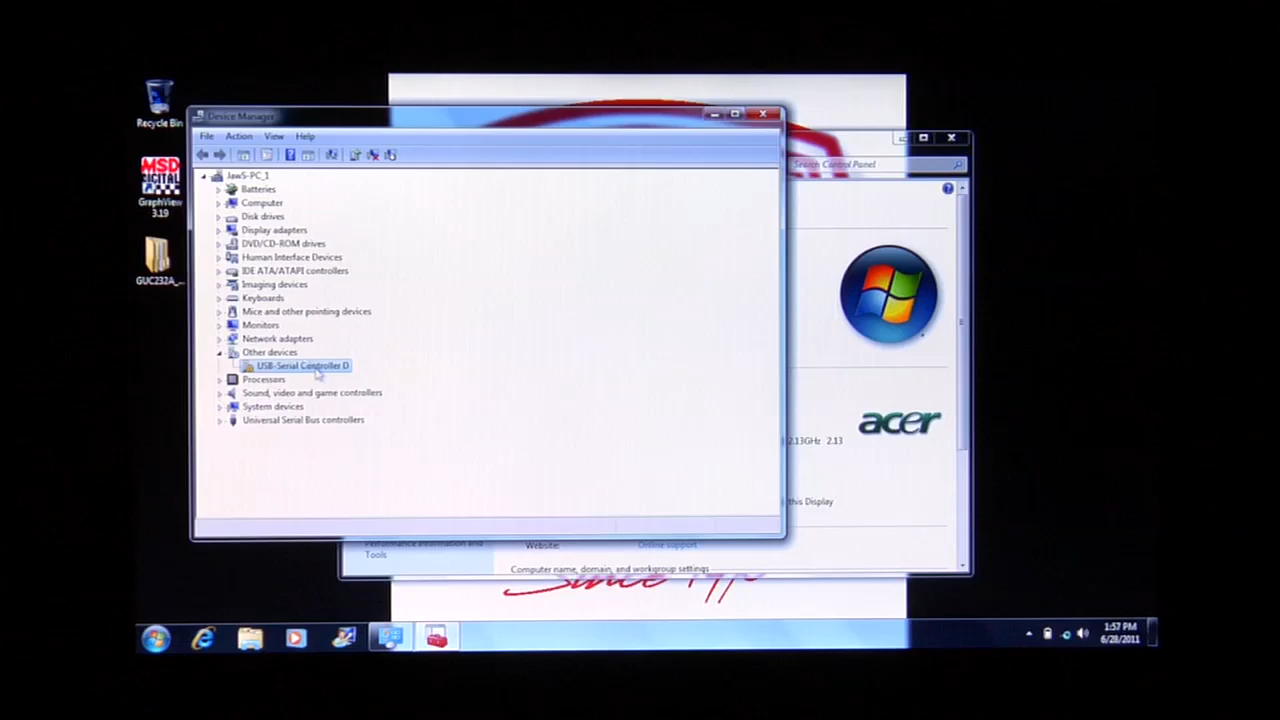 Recycle Bin
MSD
DIGITAL
GraphView
3.19
GUC232A_...
Device Manager
File Action View Help
JawS-PC_1
Batteries
Computer
Disk drives
Display adapters
DVD/CD-ROM drives
Human Interface Devices
IDE ATA/ATAPI controllers
Imaging devices
Keyboards
Mice and other pointing devices
Monitors
Network adapters
Other devices
USB-Serial Controller D
Processors
Sound, video and game controllers
System devices
Universal Serial Bus controllers
Search Control Panel
acer
2.13GHz 2.13
this Display
Performance Information and
Tools
Website:
Online support
Computer name, domain, and workgroup settings
Since
1:57 PM
6/28/2011